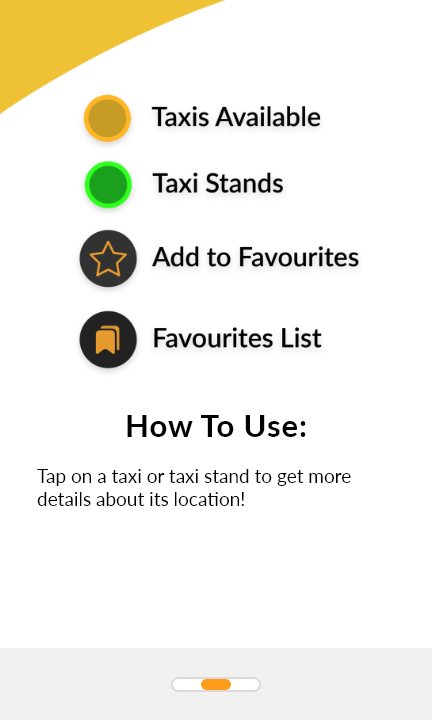 Taxis Available
Taxi Stands
Add to Favourites
Favourites List
How To Use:
Tap on a taxi or taxi stand to get more
details about its location!